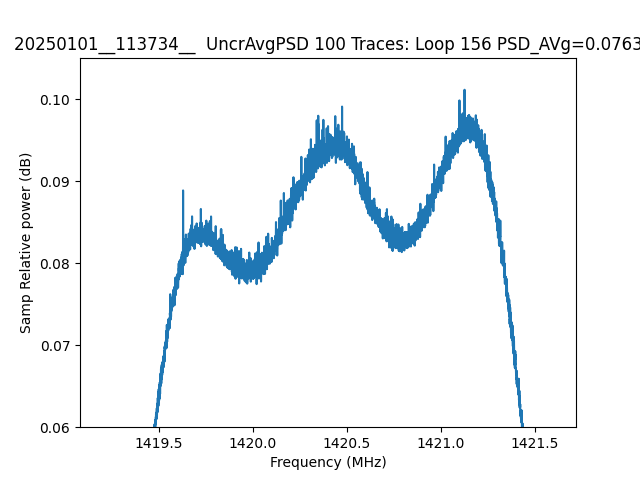 20250101__113734__ UncrAvgPSD 100 Traces: Loop 156 PSD_AVg=0.0763
0.10
0.09
0.08
0.07
0.06
Samp Relative power (dB)
1419.5 1420.0 1420.5 1421.0 1421.5
Frequency (MHz)